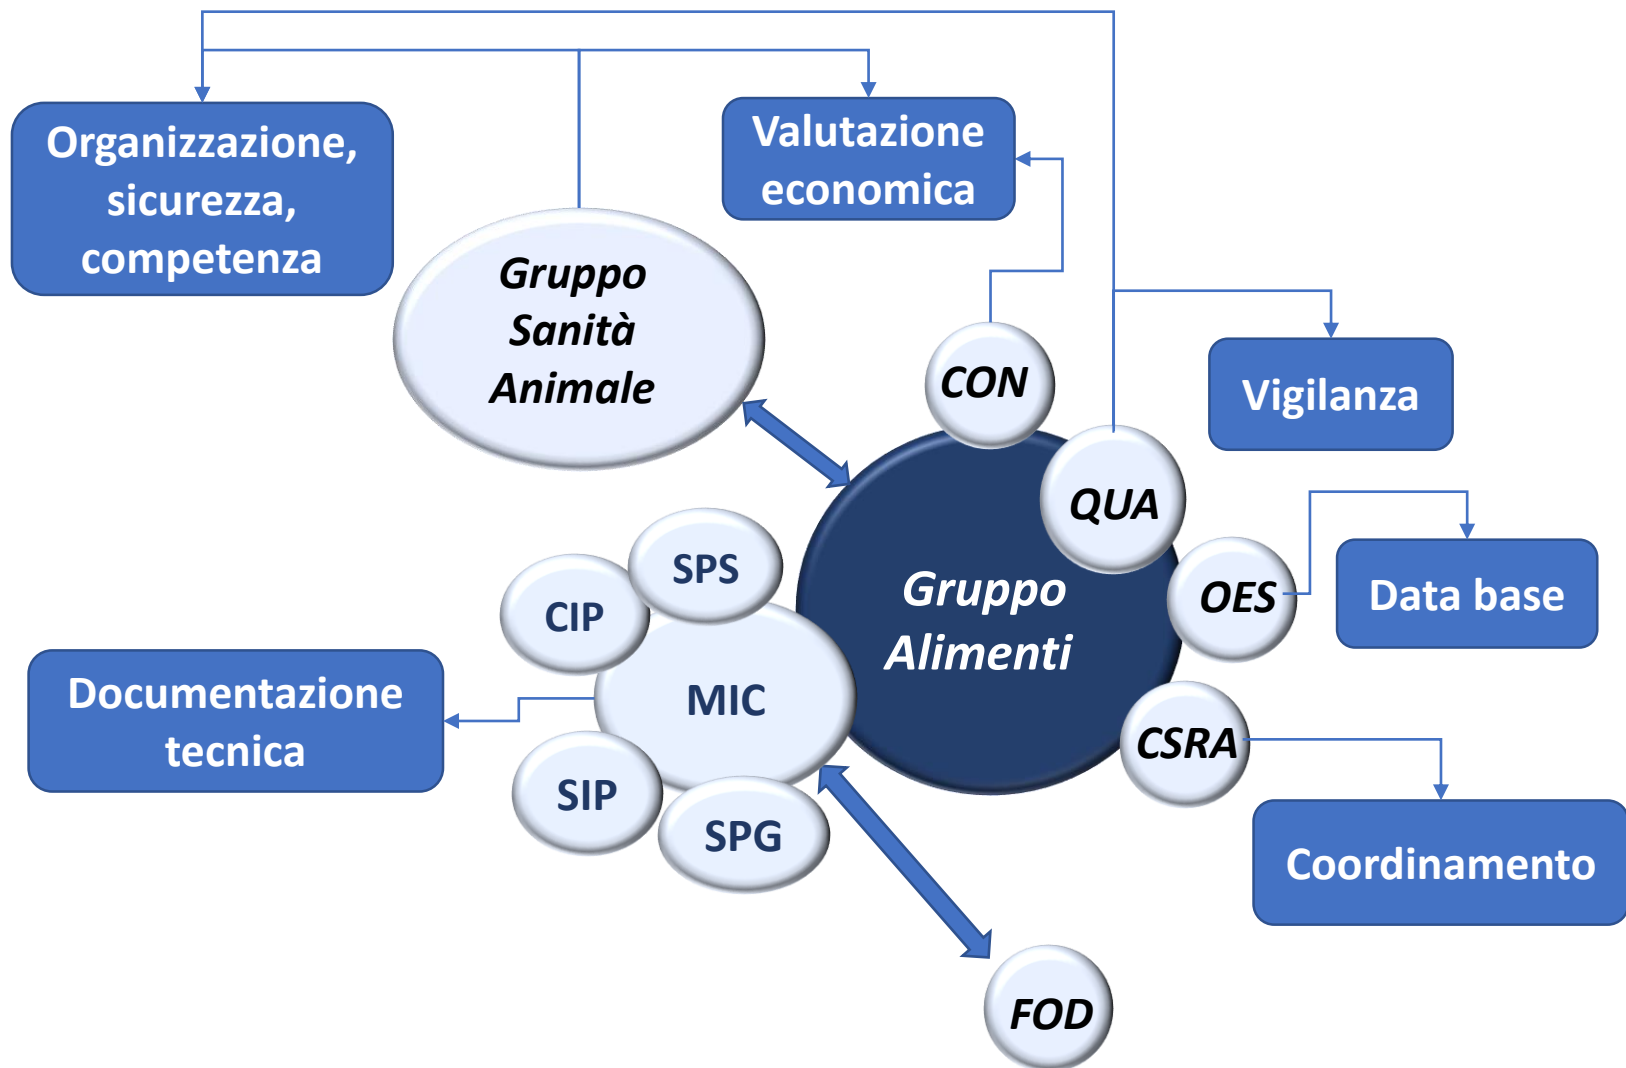 Organizzazione,
sicurezza,
competenza
Valutazione
economica
Gruppo
Sanità
Animale
CON
Vigilanza
QUA
SPS
CIP
OES
Data base
Gruppo
Alimenti
MIC
Documentazione
tecnica
CSRA
SIP
SPG
Coordinamento
FOD